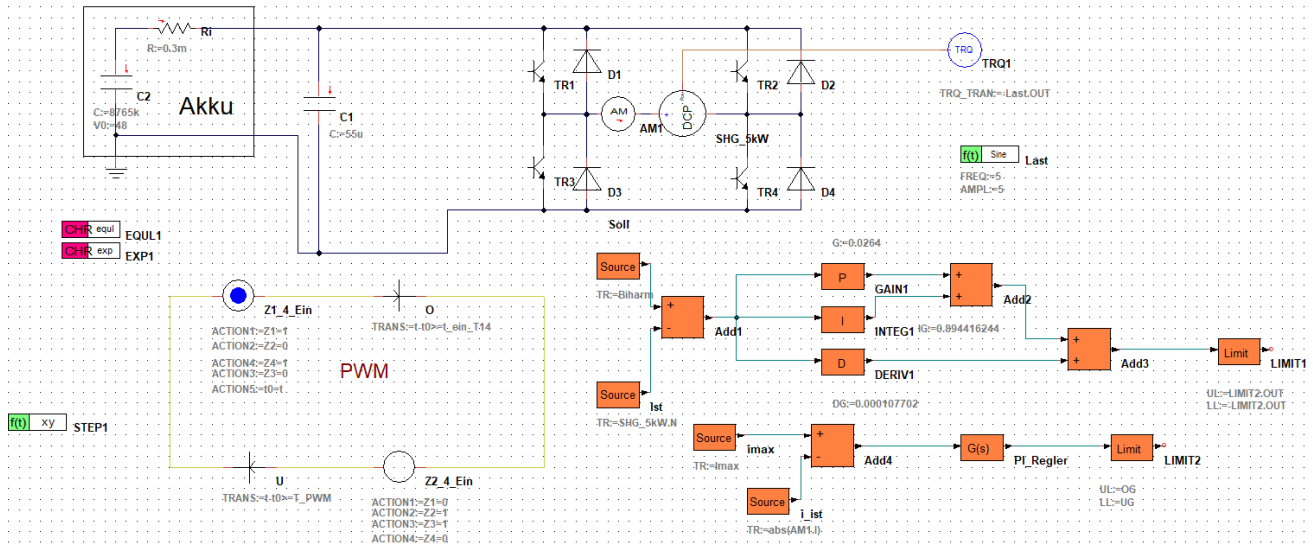 Ri
R:=0.3m
C2
C:=8765k
V0:=48
Akku
C1
C:=55u
TR1
D1
TR2
D2
AM
AM1
+
DCP
SHG_5kW
TR3
D3
TR4
D4
TRQ
TRQ1
TRQ_TRAN:=-Last.OUT
f(t) Sine
Last
FREQ:=5
AMPL:=5
CHR equl
EQUL1
CHR exp
EXP1
Z1_4_Ein
ACTION1:=Z1=1
ACTION2:=Z2=0
ACTION4:=Z4=1
ACTION3:=Z3=0
ACTION5:=t0=t
O
TRANS:=t-t0>=t_ein_T14
PWM
f(t) xy
STEP1
U
TRANS:=t-t0>=T_PWM
Z2_4_Ein
ACTION1:=Z1=0
ACTION2:=Z2=1
ACTION3:=Z3=1
ACTION4:=Z4=0
Soll
Source
TR:=Biharm
+
-
Add1
Source
Ist
TR:=SHG_5kW.N
G:=0.0264
P
GAIN1
I
INTEG1
IG:=0.894416244
D
DERIV1
DG:=0.000107702
+
+
Add2
+
+
Add3
Limit
LIMIT1
UL:=LIMIT2.OUT
LL:=-LIMIT2.OUT
Source
imax
TR:=Imax
+
-
Add4
Source
i_ist
TR:=abs(AM1.I)
G(s)
PI_Regler
Limit
LIMIT2
UL:=OG
LL:=UG